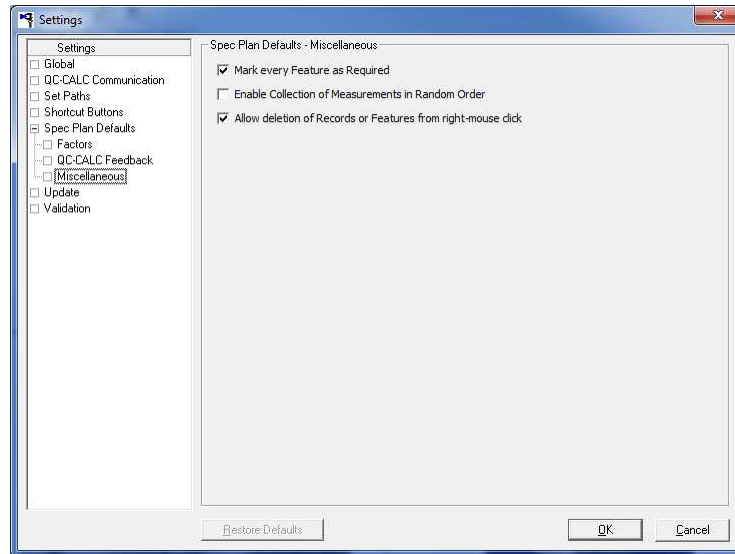 Settings
Settings
Global
QC-CALC Communication
Set Paths
Shortcut Buttons
Spec Plan Defaults
Factors
QC-CALC Feedback
Miscellaneous
Update
Validation
Spec Plan Defaults - Miscellaneous
Mark every Feature as Required
Enable Collection of Measurements in Random Order
Allow deletion of Records or Features from right-mouse click
Restore Defaults
OK
Cancel